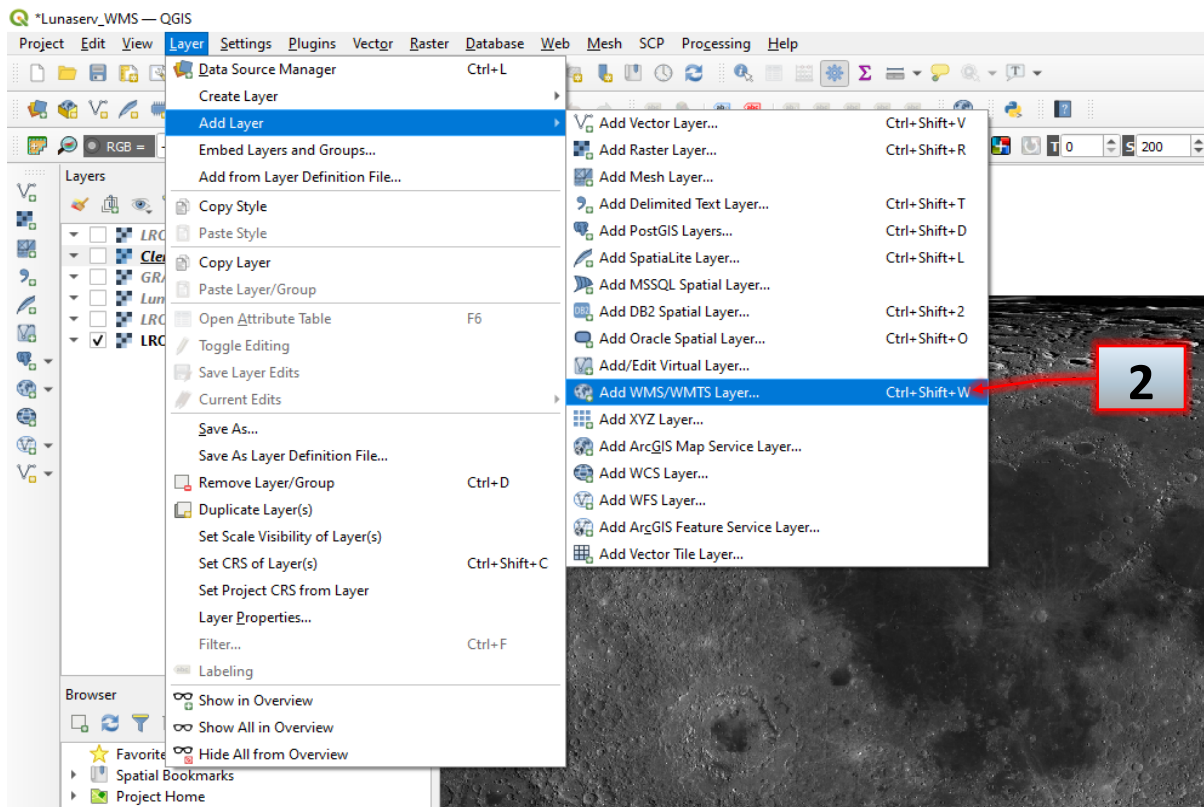 *Lunaserv_WMS — QGIS
Project Edit View Layer Settings Plugins Vector Raster Database Web Mesh SCP Processing Help
RGB =
T 0 S 200
Layers
LRO
Cle
GRA
Lun
LRO
LRO
Data Source Manager Ctrl+L
Create Layer
Add Layer
Embed Layers and Groups...
Add from Layer Definition File...
Copy Style
Paste Style
Copy Layer
Paste Layer/Group
Open Attribute Table F6
Toggle Editing
Save Layer Edits
Current Edits
Save As...
Save As Layer Definition File...
Remove Layer/Group Ctrl+D
Duplicate Layer(s)
Set Scale Visibility of Layer(s)
Set CRS of Layer(s) Ctrl+Shift+C
Set Project CRS from Layer
Layer Properties...
Filter... Ctrl+F
Labeling
Show in Overview
Show All in Overview
Hide All from Overview
Add Vector Layer... Ctrl+Shift+V
Add Raster Layer... Ctrl+Shift+R
Add Mesh Layer...
Add Delimited Text Layer... Ctrl+Shift+T
Add PostGIS Layers... Ctrl+Shift+D
Add SpatiaLite Layer... Ctrl+Shift+L
Add MSSQL Spatial Layer...
Add DB2 Spatial Layer... Ctrl+Shift+2
Add Oracle Spatial Layer... Ctrl+Shift+O
Add/Edit Virtual Layer...
Add WMS/WMTS Layer... Ctrl+Shift+W
Add XYZ Layer...
Add ArcGIS Map Service Layer...
Add WCS Layer...
Add WFS Layer...
Add ArcGIS Feature Service Layer...
Add Vector Tile Layer...
2
Browser
Favorite
Spatial Bookmarks
Project Home